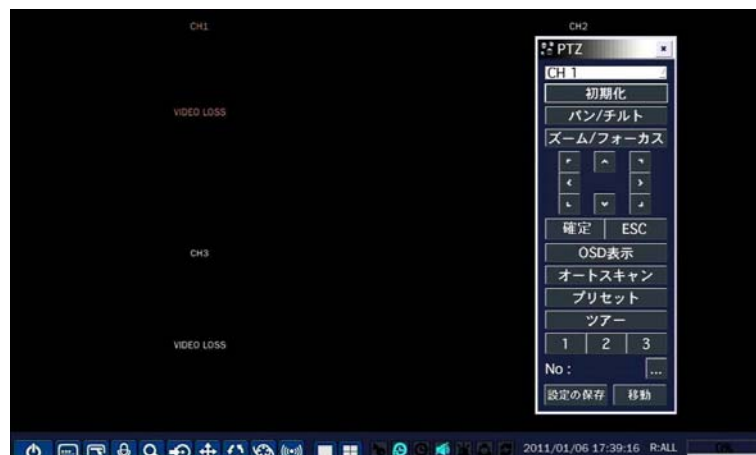 CH1
CH2
VIDEO LOSS
CH3
VIDEO LOSS
PTZ
CH 1
初期化
パン/チルト
ズーム/フォーカス
確定 ESC
OSD表示
オートスキャン
プリセット
ツアー
1 2 3
No : ...
設定の保存 移動
2011/01/06 17:39:16 R:ALL